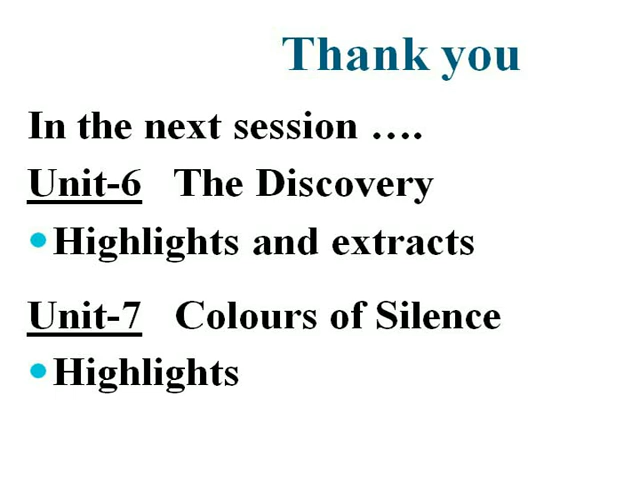 Thank you
In the next session ….
Unit-6 The Discovery
Highlights and extracts
Unit-7 Colours of Silence
Highlights